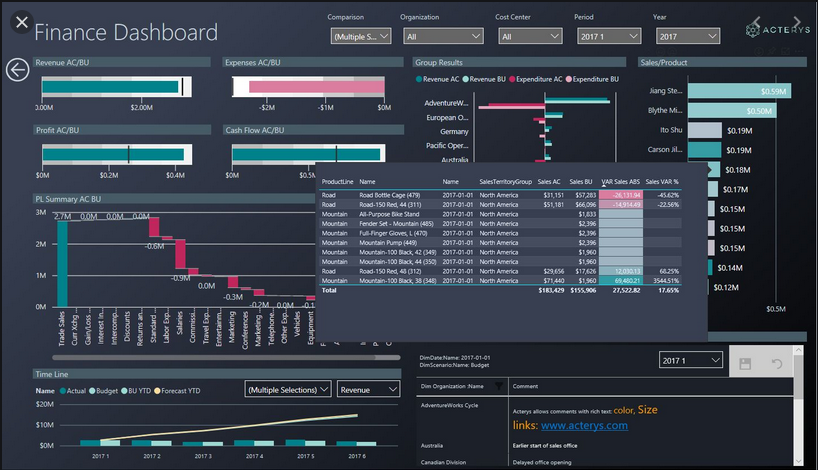 Finance Dashboard
Comparison
(Multiple S...
Organization
All
Cost Center
All
Period
2017 1
Year
2017
ACTERYS
Revenue AC/BU
$2.00M
Expenses AC/BU
-$2M -$1M $0M
Profit AC/BU
$0.0M $0.2M $0.4M
Cash Flow AC/BU
$0.0M $0.5M
Group Results
Revenue AC Revenue BU Expenditure AC Expenditure BU
AdventureW...
European O...
Germany
Pacific Oper...
Australia
Sales/Product
Jiang Ste... $0.59M
Blythe Mi... $0.50M
Ito Shu $0.19M
Carson Jil... $0.19M
$0.18M
$0.17M
$0.15M
$0.15M
$0.15M
$0.14M
$0.12M
$0.5M
ProductLine Name Name SalesTerritoryGroup Sales AC Sales BU VAR Sales ABS Sales VAR %
Road Road Bottle Cage (479) 2017-01-01 North America $31,151 $57,283 -26,131.94 -45.62%
Road Road-150 Red, 44 (311) 2017-01-01 North America $51,181 $66,096 -14,914.49 -22.56%
Mountain All-Purpose Bike Stand 2017-01-01 North America $1,833
Mountain Fender Set - Mountain (485) 2017-01-01 North America $2,396
Mountain Full-Finger Gloves, L (470) 2017-01-01 North America $2,396
Mountain Mountain Pump (449) 2017-01-01 North America $2,396
Mountain Mountain-100 Black, 42 (349) 2017-01-01 North America $1,960
Mountain Mountain-100 Black, 44 (350) 2017-01-01 North America $1,960
Road Road-150 Red, 48 (312) 2017-01-01 North America $29,656 $17,626 12,030.13 68.25%
Mountain Mountain-100 Black, 38 (348) 2017-01-01 North America $71,440 $1,960 69,480.21 3544.51%
Total $183,429 $155,906 27,522.82 17.65%
PL Summary AC BU
3M
2M
1M
0M
2.7M 0.0M 0.0M 0.0M
-0.6M
-0.9M
0.0M
-0.3M
-0.2M
-0.1
Trade Sales
Curr Xchg ...
Gain/Loss...
Interest in...
Intercomp...
Discounts
Returns an...
Standard ...
Labor Exp...
Salaries
Commissi...
Travel Exp...
Entertainm...
Marketing
Conferences
Marketing ...
Telephone...
Other Exp...
Vehicles
Equipment
Time Line
Name Actual Budget BU YTD Forecast YTD
(Multiple Selections)
Revenue
$20M
$10M
$0M
2017 1 2017 2 2017 3 2017 4 2017 5 2017 6
DimDate:Name: 2017-01-01
DimScenario:Name: Budget
2017 1
Dim Organization :Name Comment
AdventureWorks Cycle Acterys allows comments with rich text: color, Size
links: www.acterys.com
Australia Earlier start of sales office
Canadian Division Delayed office opening